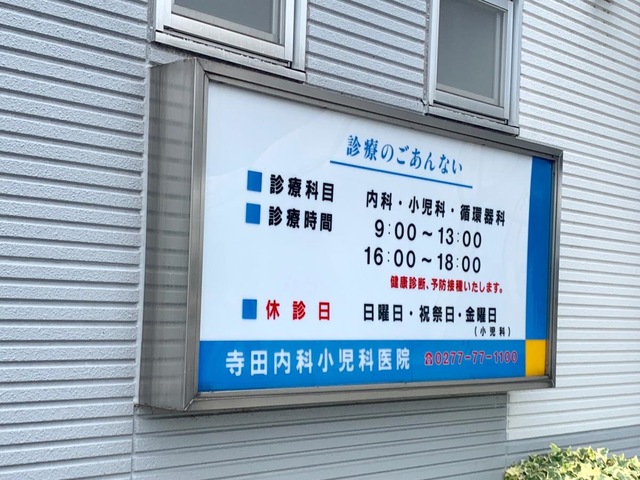 診療のごあんない
■診療科目 内科・小児科・循環器科
■診療時間 9:00～13:00
16:00～18:00
健康診断、予防接種いたします。
■休診日 日曜日・祝祭日・金曜日
(小児科)
寺田内科小児科医院 ☎0277-77-1100